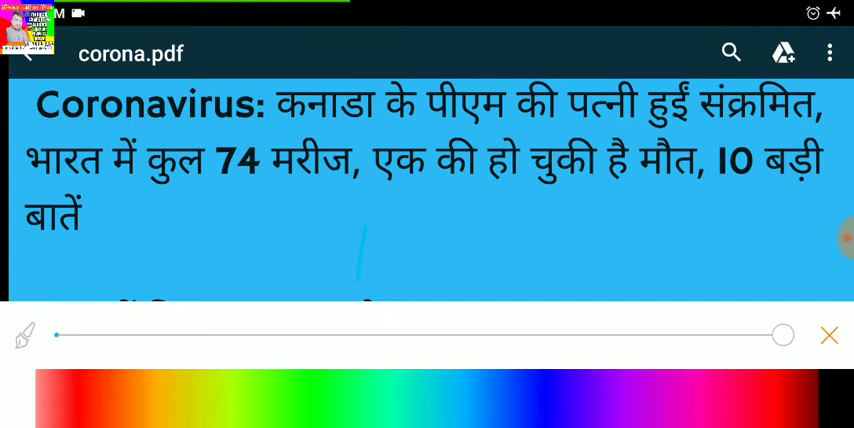 M
corona.pdf
Coronavirus: कनाडा के पीएम की पत्नी हुईं संक्रमित,
भारत में कुल 74 मरीज, एक की हो चुकी है मौत, 10 बड़ी
बातें